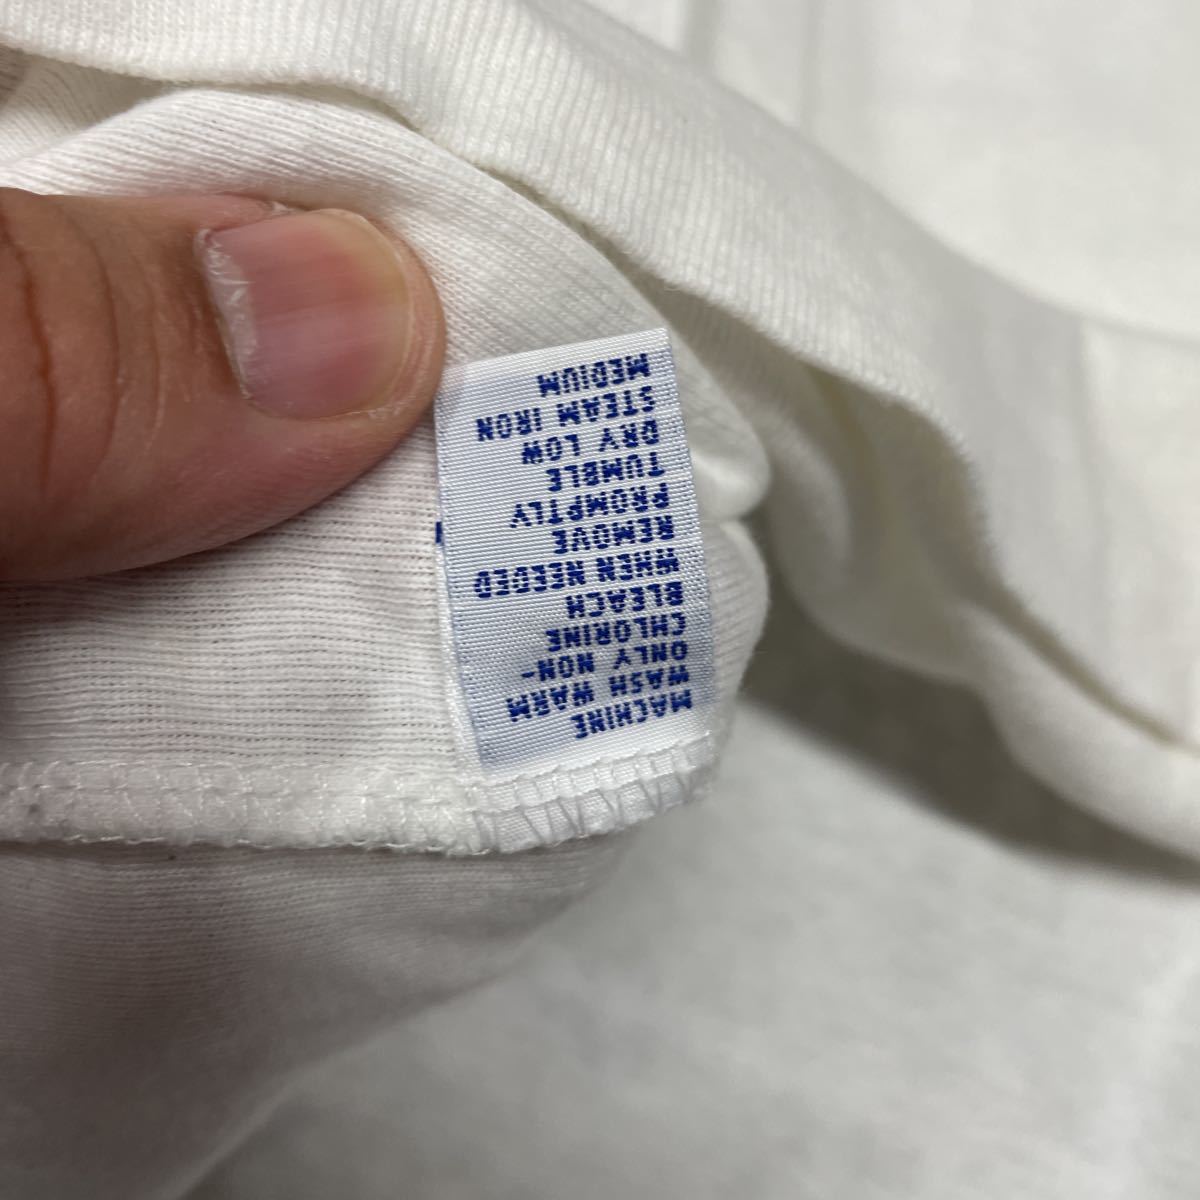 MACHINE
WASH WARM
ONLY NON-
CHLORINE
BLEACH
WHEN NEEDED
REMOVE
PROMPTLY
TUMBLE
DRY LOW
STEAM IRON
MEDIUM